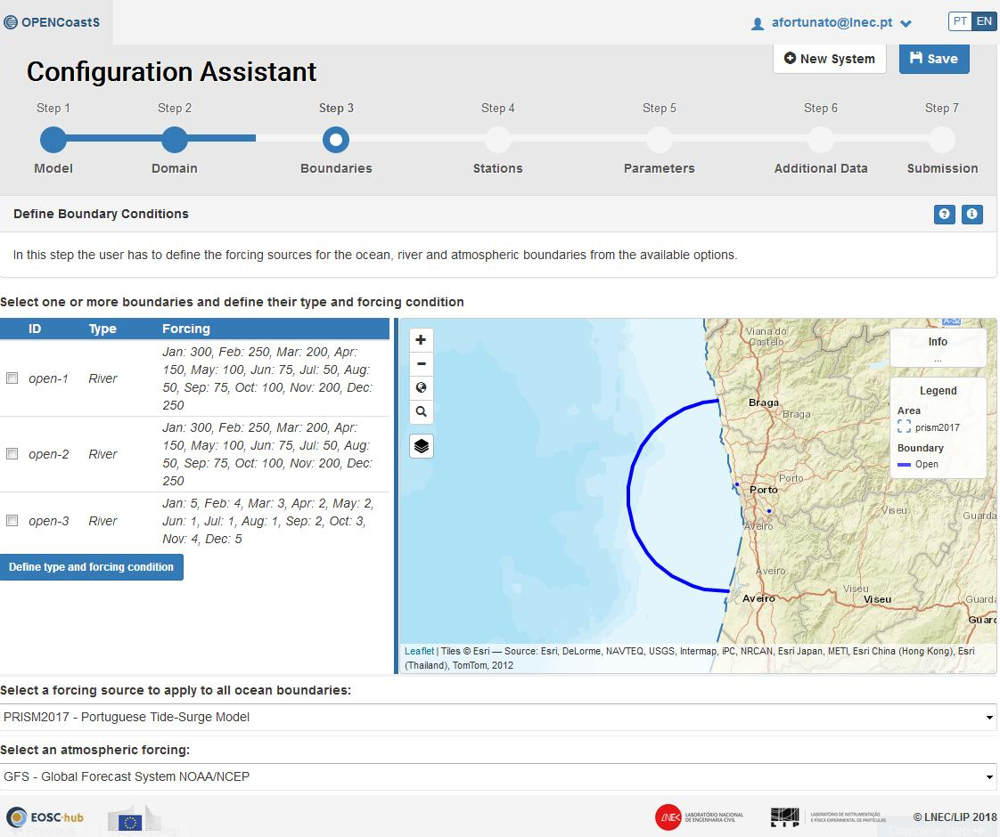 OPENCoastS
afortunato@lnec.pt
PT EN
Configuration Assistant
New System
Save
Step 1 Step 2 Step 3 Step 4 Step 5 Step 6 Step 7
Model Domain Boundaries Stations Parameters Additional Data Submission
Define Boundary Conditions
In this step the user has to define the forcing sources for the ocean, river and atmospheric boundaries from the available options.
Select one or more boundaries and define their type and forcing condition
ID Type Forcing
open-1 River
Jan: 300, Feb: 250, Mar: 200, Apr:
150, May: 100, Jun: 75, Jul: 50, Aug:
50, Sep: 75, Oct: 100, Nov: 200, Dec:
250
open-2 River
Jan: 300, Feb: 250, Mar: 200, Apr:
150, May: 100, Jun: 75, Jul: 50, Aug:
50, Sep: 75, Oct: 100, Nov: 200, Dec:
250
open-3 River
Jan: 5, Feb: 4, Mar: 3, Apr: 2, May: 2,
Jun: 1, Jul: 1, Aug: 1, Sep: 2, Oct: 3,
Nov: 4, Dec: 5
Define type and forcing condition
A-52
Viana do
Castelo
Braga
Braga
Porto
Porto
Aveiro
Viseu
Guarda
Aveiro
Viseu
Aveiro
Viseu
Guarda
Guard
Info
...
Legend
Area
prism2017
Boundary
Open
Leaflet | Tiles © Esri — Source: Esri, DeLorme, NAVTEQ, USGS, Intermap, iPC, NRCAN, Esri Japan, METI, Esri China (Hong Kong), Esri
(Thailand), TomTom, 2012
Select a forcing source to apply to all ocean boundaries:
PRISM2017 - Portuguese Tide-Surge Model
Select an atmospheric forcing:
GFS - Global Forecast System NOAA/NCEP
EOSC-hub
LNEC
LABORATÓRIO NACIONAL
DE ENGENHARIA CIVIL
LIP
LABORATÓRIO DE INSTRUMENTAÇÃO
E FÍSICA EXPERIMENTAL DE PARTÍCULAS
© LNEC/LIP 2018
Previous
step
Complete step